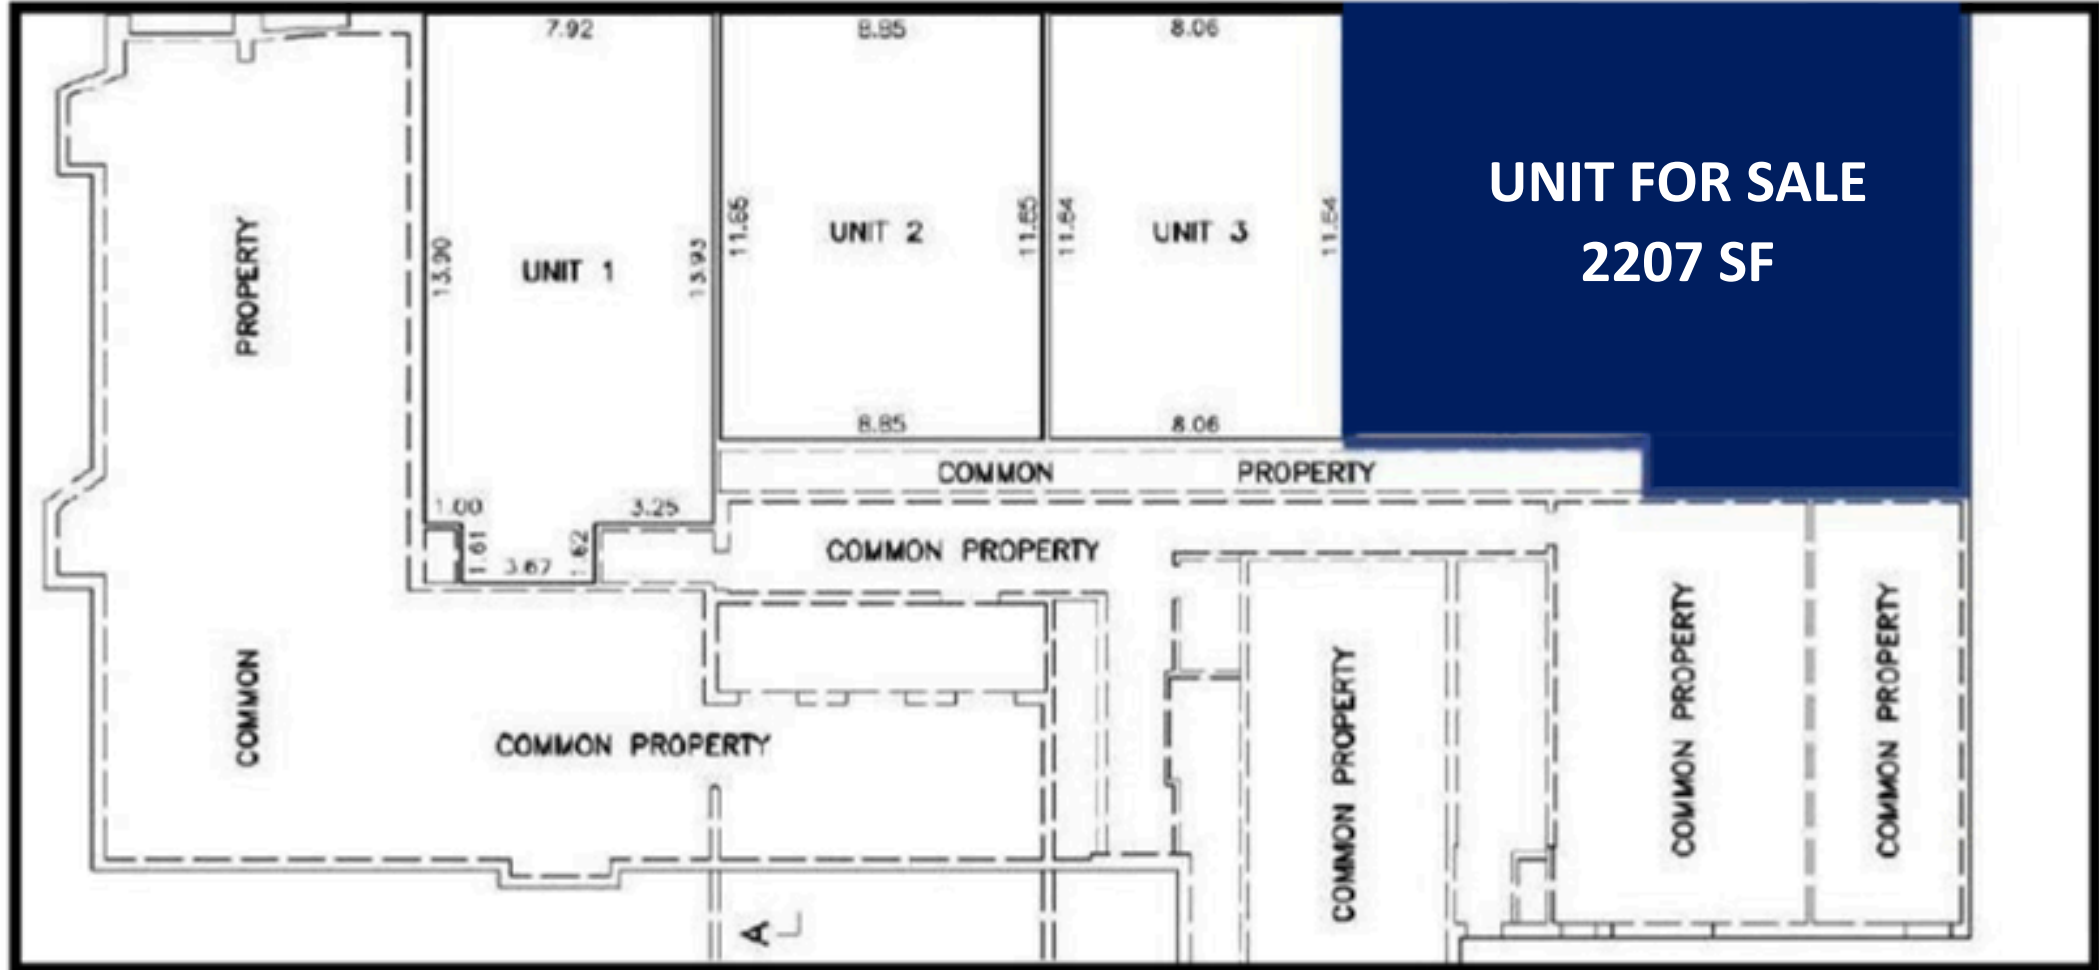 7.92
8.85
8.06
UNIT FOR SALE
2207 SF
PROPERTY
13.90
UNIT 1
13.93
11.65
UNIT 2
11.65
11.64
UNIT 3
11.64
8.85
8.06
COMMON PROPERTY
1.00
3.25
1.61
3.67
1.62
COMMON PROPERTY
COMMON
COMMON PROPERTY
COMMON PROPERTY
COMMON PROPERTY
COMMON PROPERTY
A